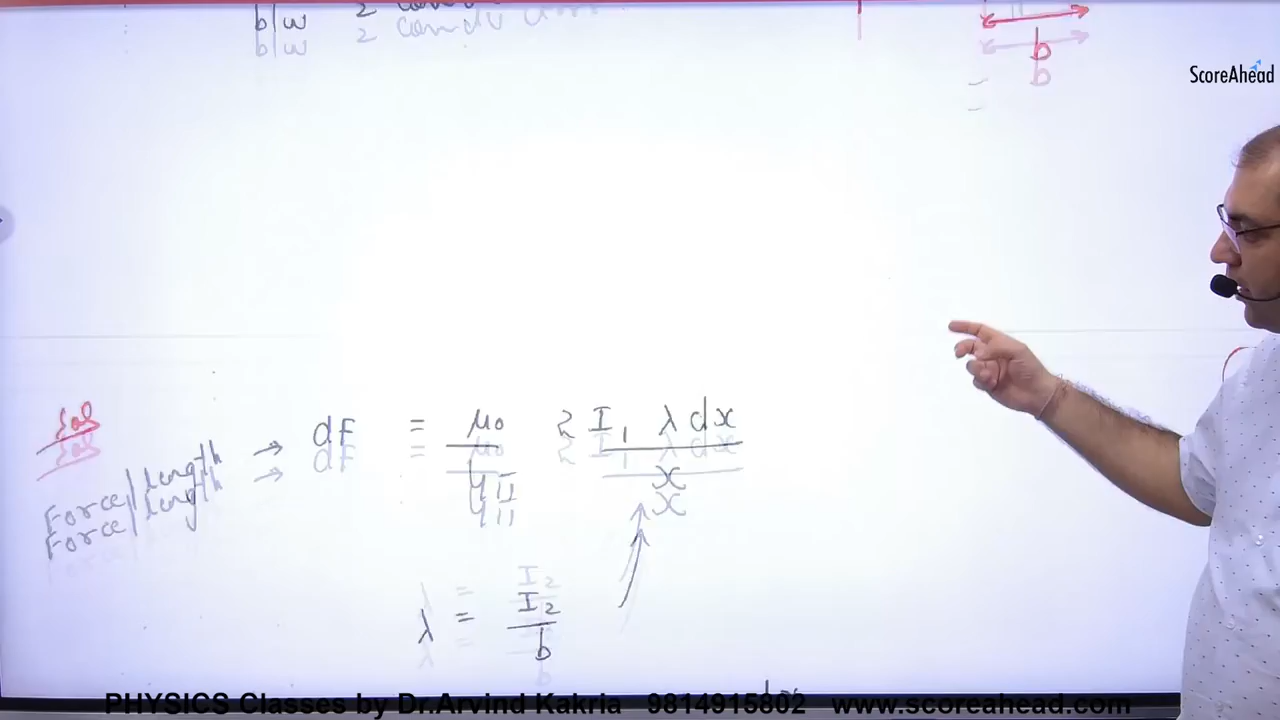 b/w 2
b
ScoreAhead
Sol
Force/length → dF = μ₀ 2 I₁ λ dx
4π x
λ = I₂
b
PHYSICS Classes by Dr.Arvind Kakria 9814915802 www.scoreahead.com